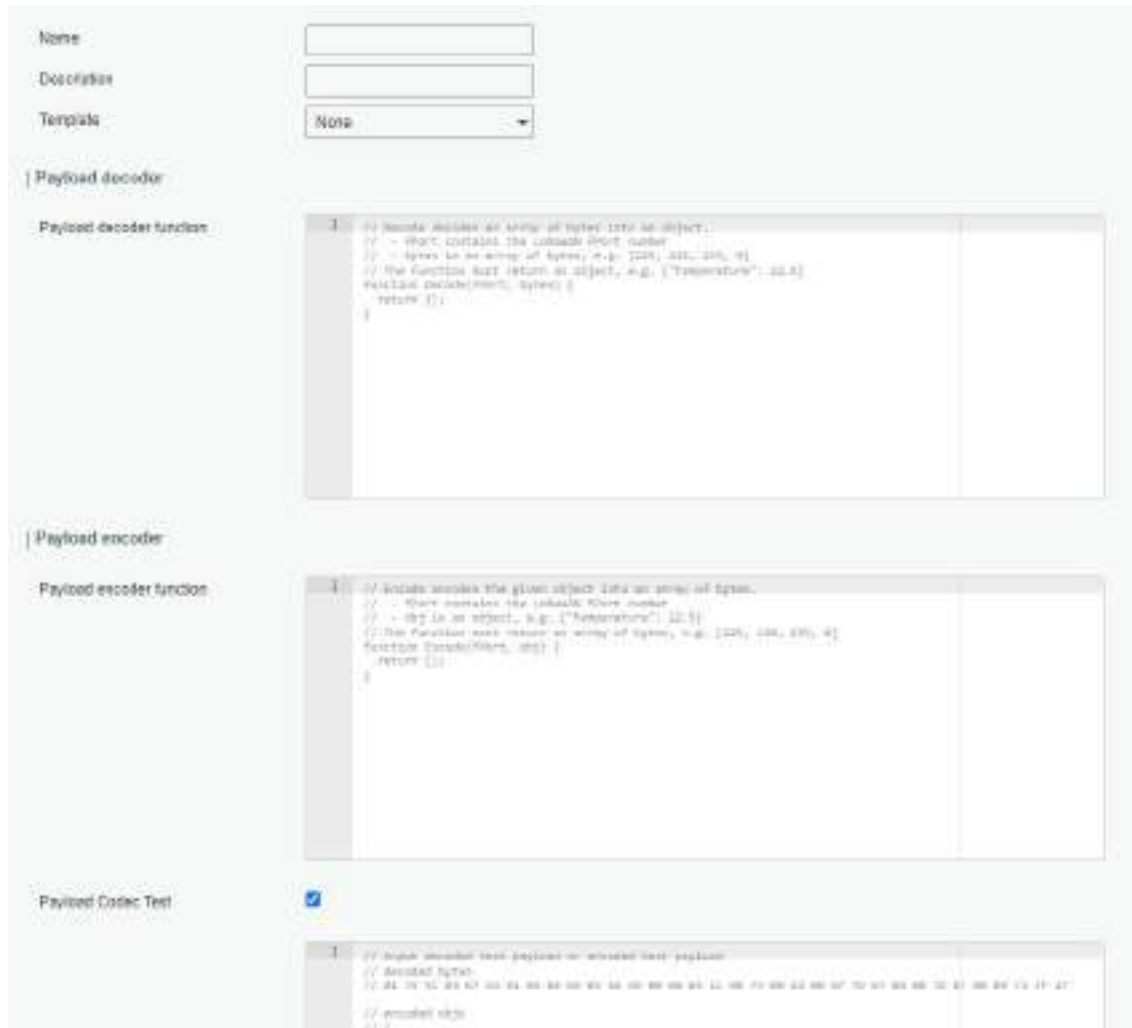 Name
Description
Template
None
Payload decoder
Payload decoder function
1
// Decode decodes an array of bytes into an object.
// - fPort contains the LoRaWAN fPort number
// - bytes is an array of bytes, e.g. [225, 230, 255, 0]
// The function must return an object, e.g. {"temperature": 22.5}
function Decode(fPort, bytes) {
return {};
}
Payload encoder
Payload encoder function
1
// Encode encodes the given object into an array of bytes.
// - fPort contains the LoRaWAN fPort number
// - obj is an object, e.g. {"temperature": 22.5}
// The function must return an array of bytes, e.g. [225, 230, 255, 0]
function Encode(fPort, obj) {
return [];
}
Payload Codec Test
1
// Input decoded test payload or encoded test payload
// decoded bytes
//
// encoded objs